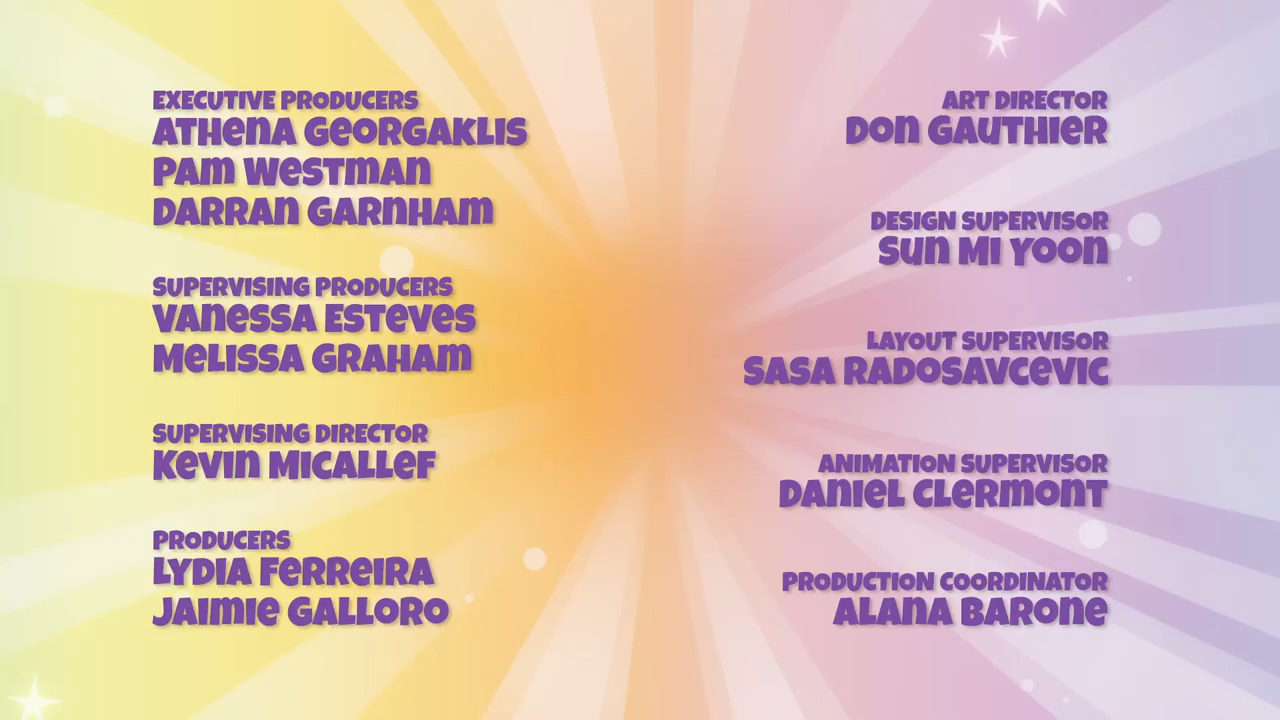 EXECUTIVE PRODUCERS
ATHENA GEORGAKLIS
PAM WESTMAN
DARRAN GARNHAM
SUPERVISING PRODUCERS
VANESSA ESTEVES
MELISSA GRAHAM
SUPERVISING DIRECTOR
KEVIN MICALLEF
PRODUCERS
LYDIA FERREIRA
JAIMIE GALLORO
ART DIRECTOR
DON GAUTHIER
DESIGN SUPERVISOR
SUN MI YOON
LAYOUT SUPERVISOR
SASA RADOSAVCEVIC
ANIMATION SUPERVISOR
DANIEL CLERMONT
PRODUCTION COORDINATOR
ALANA BARONE